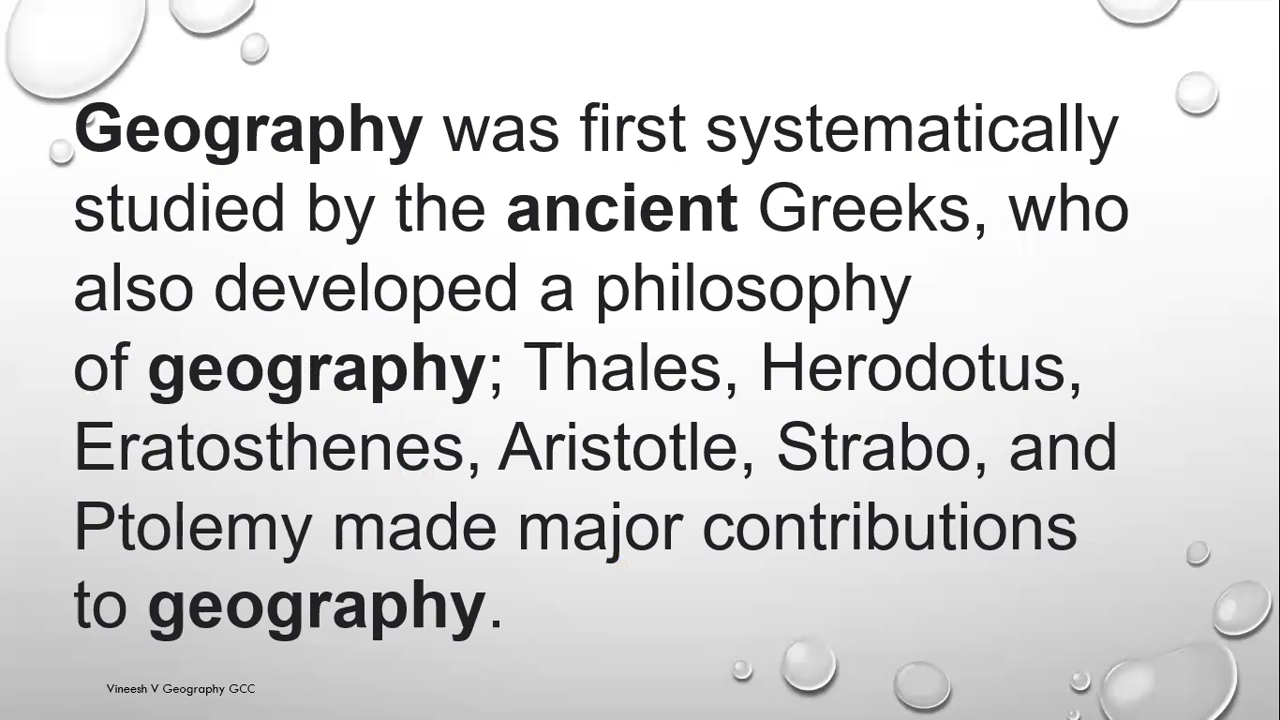 Geography was first systematically
studied by the ancient Greeks, who
also developed a philosophy
of geography; Thales, Herodotus,
Eratosthenes, Aristotle, Strabo, and
Ptolemy made major contributions
to geography.
Vineesh V Geography GCC